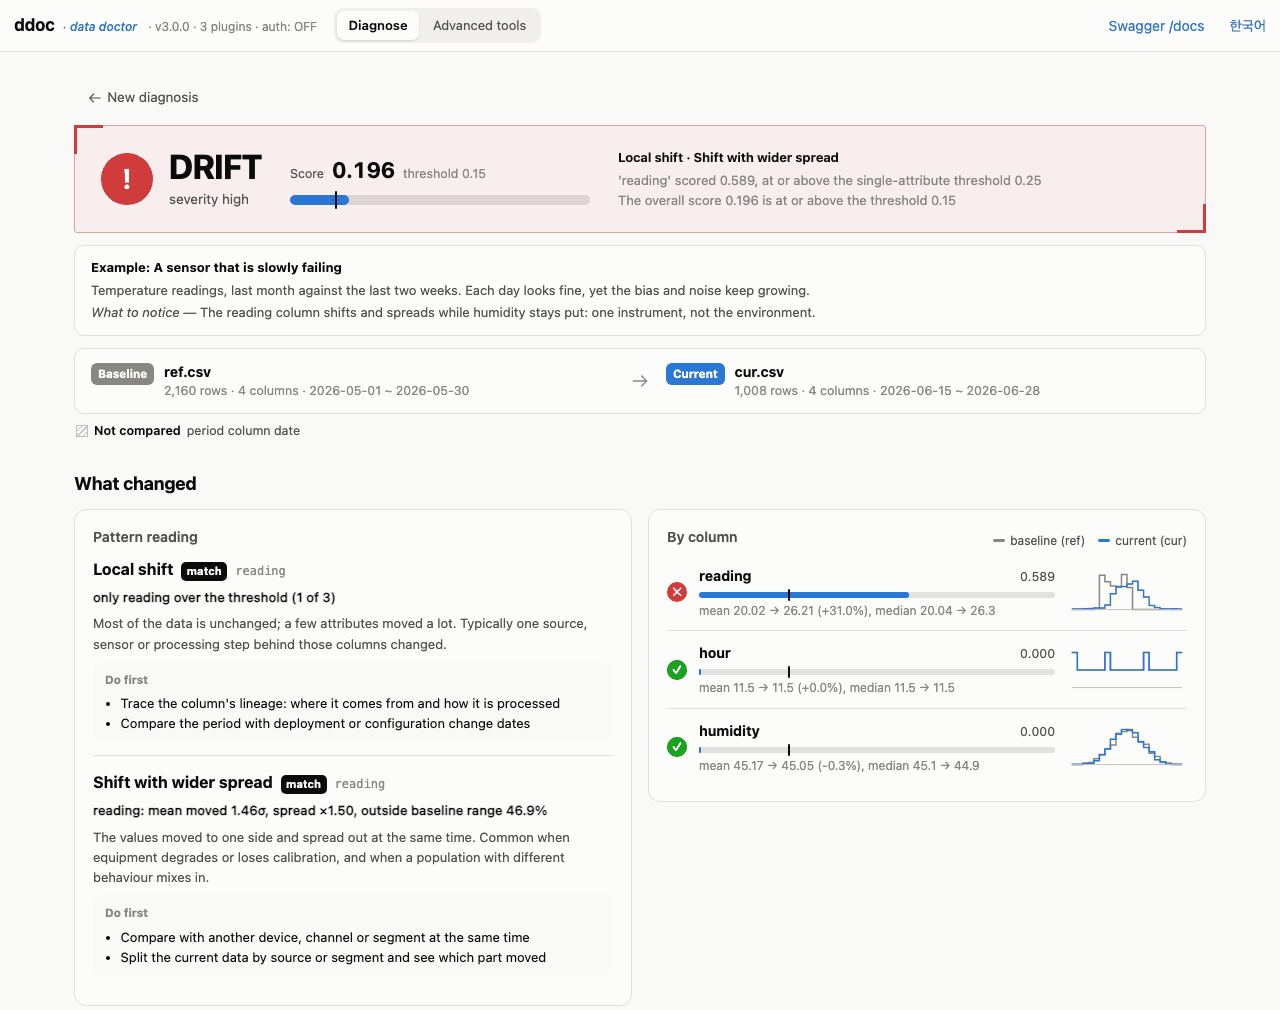 ddoc · data doctor · v3.0.0 · 3 plugins · auth: OFF Diagnose Advanced tools Swagger /docs 한국어
← New diagnosis
! DRIFT
severity high
Score 0.196 threshold 0.15
Local shift · Shift with wider spread
'reading' scored 0.589, at or above the single-attribute threshold 0.25
The overall score 0.196 is at or above the threshold 0.15
Example: A sensor that is slowly failing
Temperature readings, last month against the last two weeks. Each day looks fine, yet the bias and noise keep growing.
What to notice — The reading column shifts and spreads while humidity stays put: one instrument, not the environment.
Baseline ref.csv
2,160 rows · 4 columns · 2026-05-01 ~ 2026-05-30
→
Current cur.csv
1,008 rows · 4 columns · 2026-06-15 ~ 2026-06-28
Not compared period column date
What changed
Pattern reading
Local shift match reading
only reading over the threshold (1 of 3)
Most of the data is unchanged; a few attributes moved a lot. Typically one source,
sensor or processing step behind those columns changed.
Do first
• Trace the column's lineage: where it comes from and how it is processed
• Compare the period with deployment or configuration change dates
Shift with wider spread match reading
reading: mean moved 1.46σ, spread ×1.50, outside baseline range 46.9%
The values moved to one side and spread out at the same time. Common when
equipment degrades or loses calibration, and when a population with different
behaviour mixes in.
Do first
• Compare with another device, channel or segment at the same time
• Split the current data by source or segment and see which part moved
By column
baseline (ref) current (cur)
reading 0.589
mean 20.02 → 26.21 (+31.0%), median 20.04 → 26.3
hour 0.000
mean 11.5 → 11.5 (+0.0%), median 11.5 → 11.5
humidity 0.000
mean 45.17 → 45.05 (-0.3%), median 45.1 → 44.9